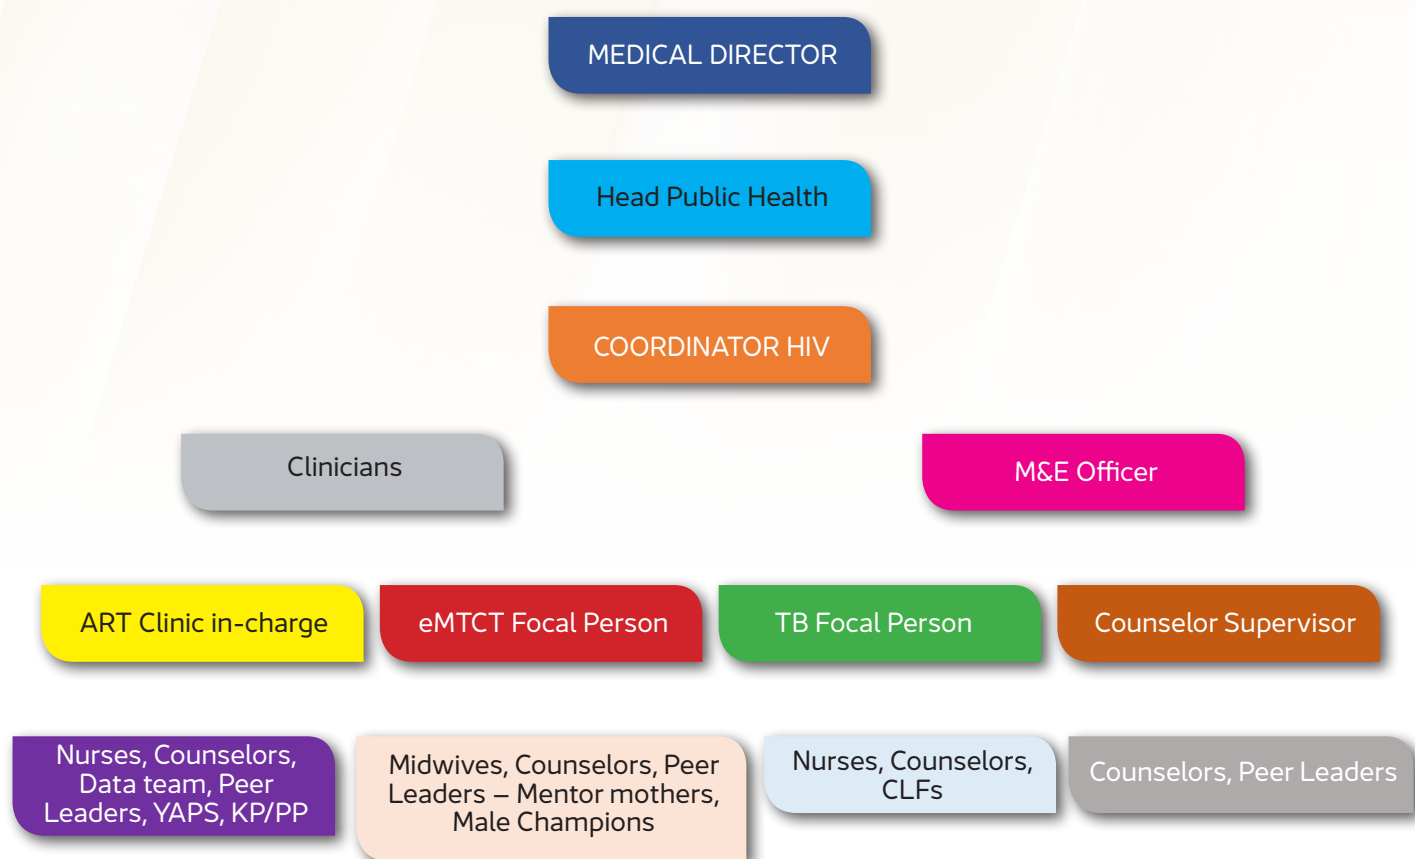 MEDICAL DIRECTOR
Head Public Health
COORDINATOR HIV
Clinicians
M&E Officer
ART Clinic in-charge
eMTCT Focal Person
TB Focal Person
Counselor Supervisor
Nurses, Counselors,
Data team, Peer
Leaders, YAPS, KP/PP
Midwives, Counselors, Peer
Leaders – Mentor mothers,
Male Champions
Nurses, Counselors,
CLFs
Counselors, Peer Leaders